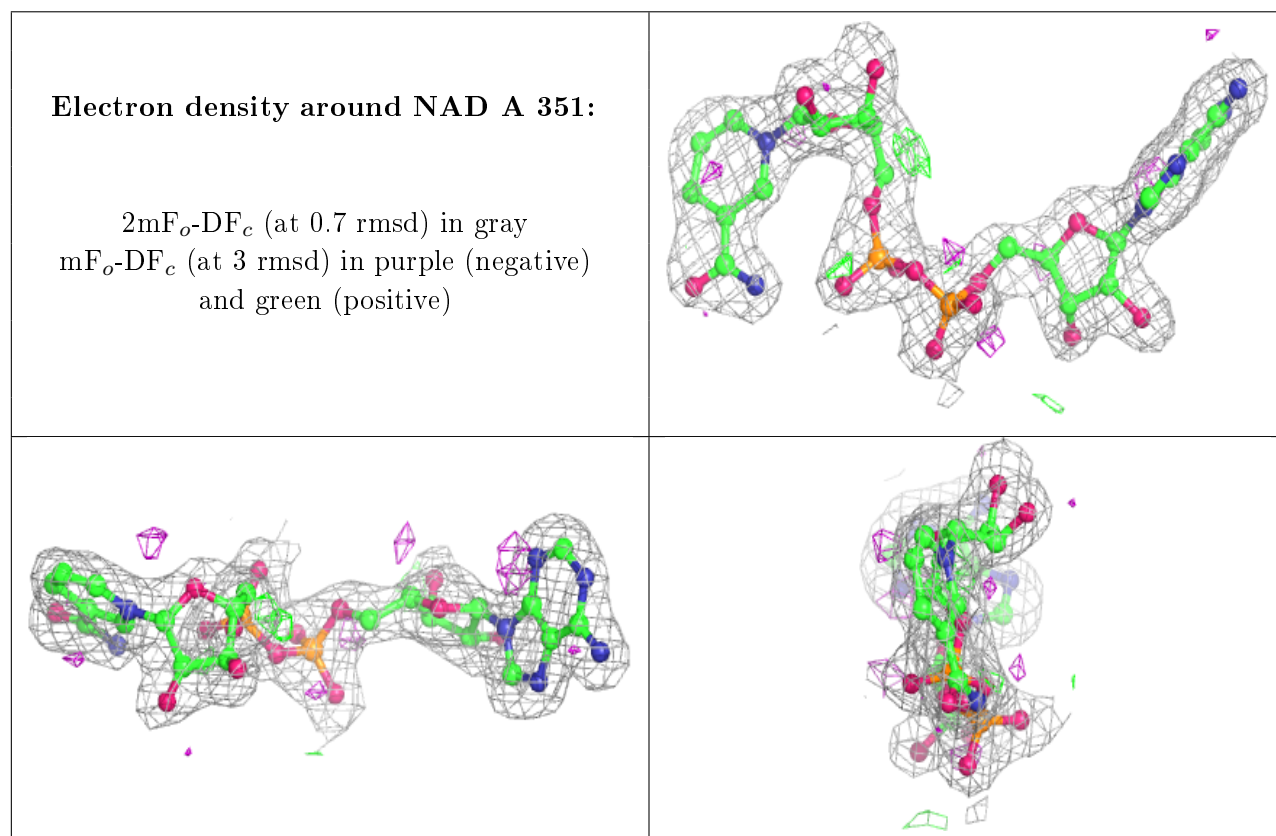 Electron density around NAD A 351:
2mFₒ-DF𝒸 (at 0.7 rmsd) in gray
mFₒ-DF𝒸 (at 3 rmsd) in purple (negative)
and green (positive)